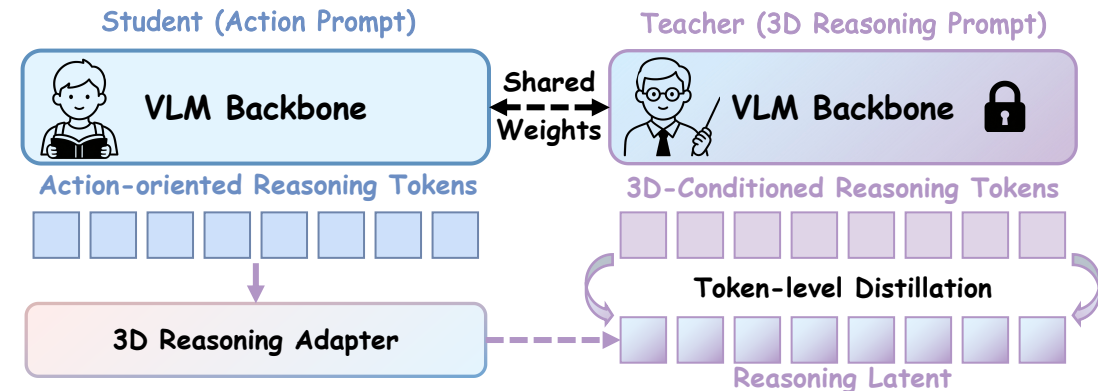 Student (Action Prompt)
Teacher (3D Reasoning Prompt)
VLM Backbone
Shared
Weights
VLM Backbone
Action-oriented Reasoning Tokens
3D-Conditioned Reasoning Tokens
Token-level Distillation
3D Reasoning Adapter
Reasoning Latent